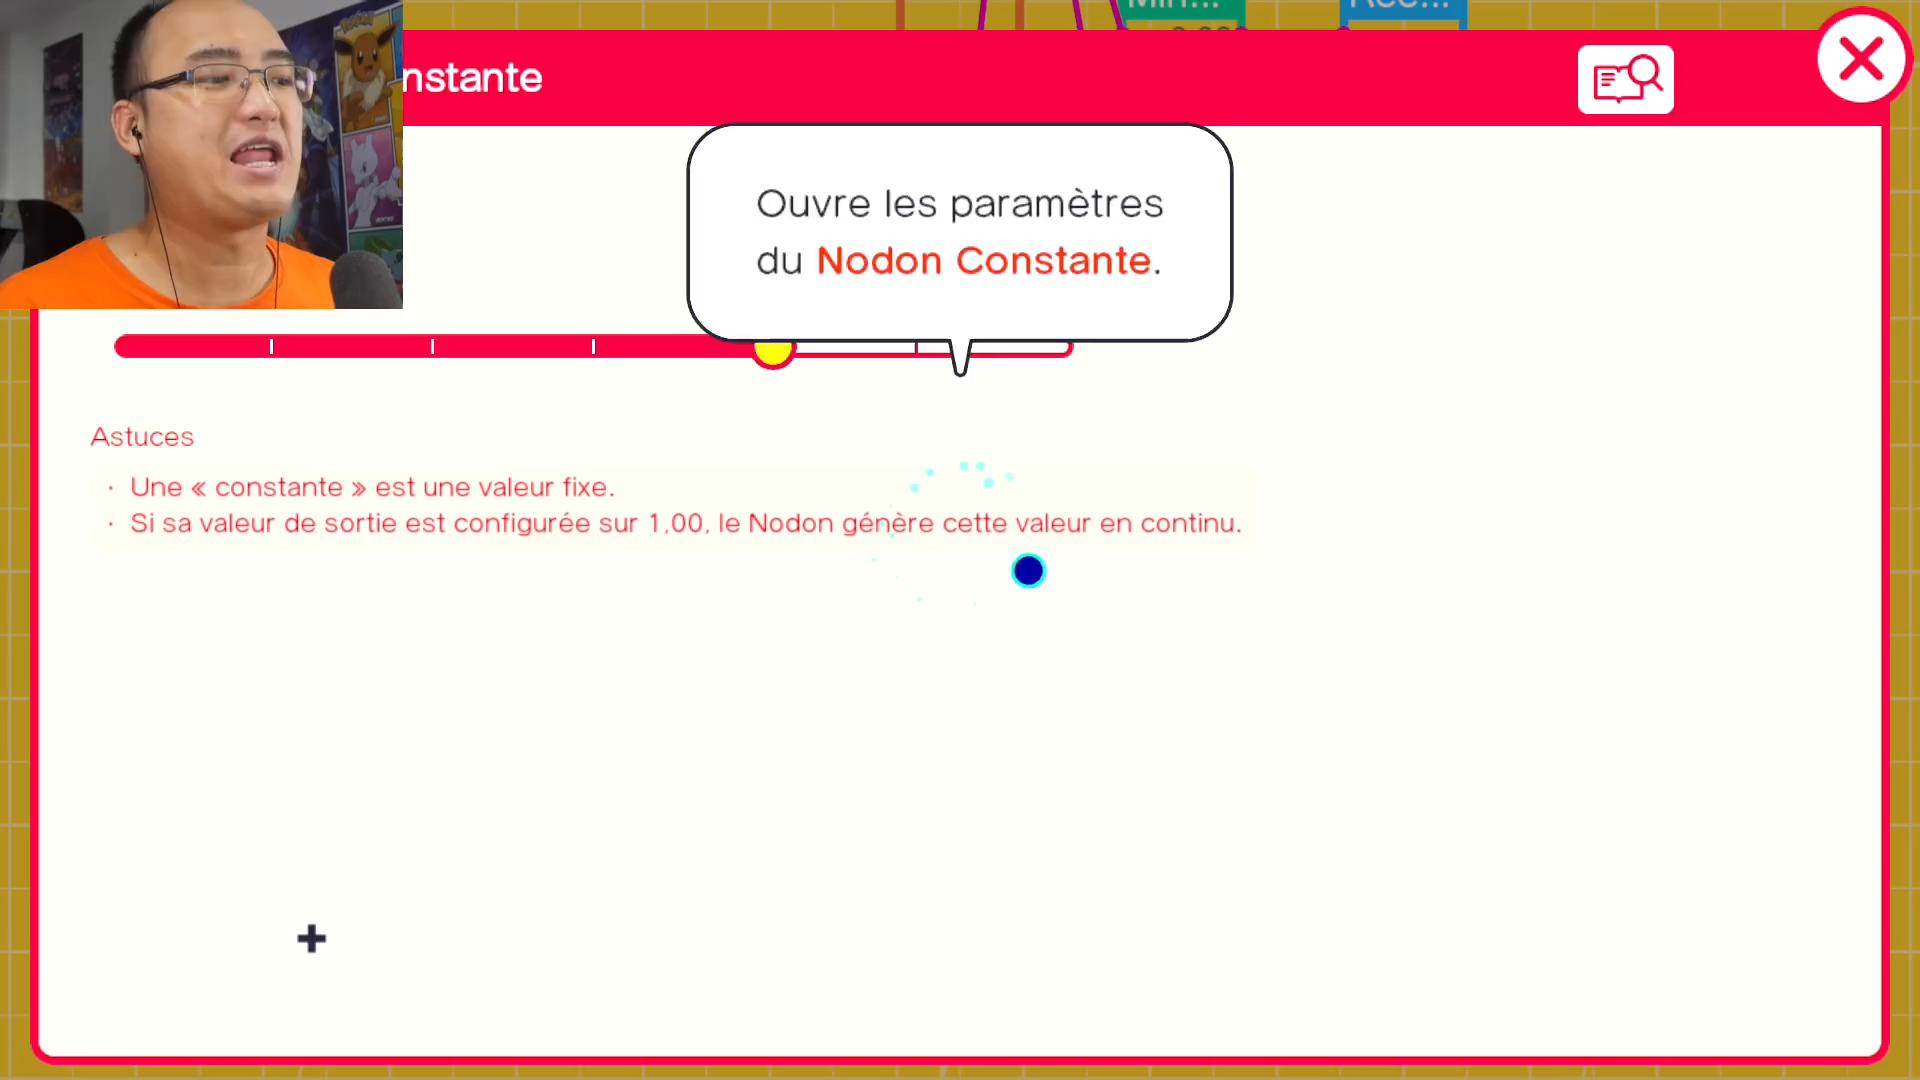 nstante
Ouvre les paramètres
du Nodon Constante.
Astuces
· Une « constante » est une valeur fixe.
· Si sa valeur de sortie est configurée sur 1,00, le Nodon génère cette valeur en continu.